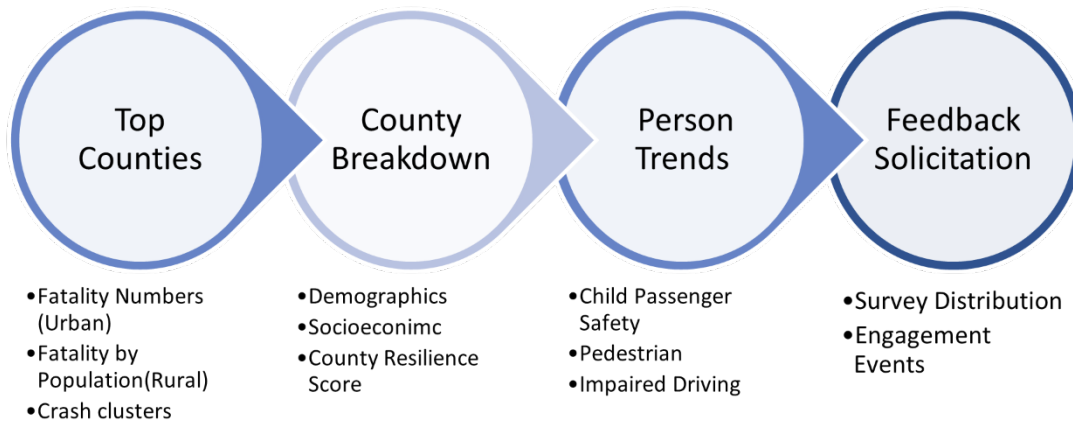 Top
Counties
•Fatality Numbers
(Urban)
•Fatality by
Population(Rural)
•Crash clusters
County
Breakdown
•Demographics
•Socioeconimc
•County Resilience
Score
Person
Trends
•Child Passenger
Safety
•Pedestrian
•Impaired Driving
Feedback
Solicitation
•Survey Distribution
•Engagement
Events